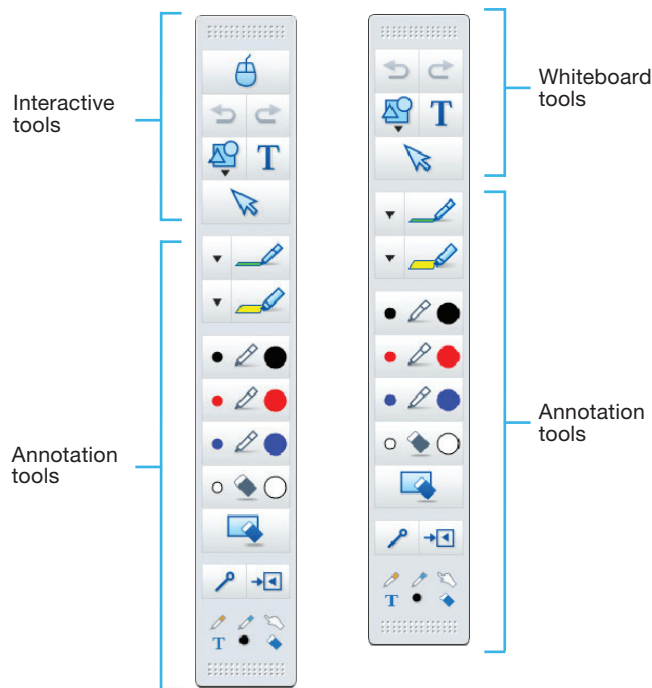 Interactive
tools
T
Annotation
tools
T
Whiteboard
tools
T
Annotation
tools
T